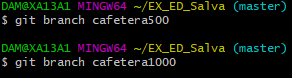 DAM@XA13A1 MINGW64 ~/EX_ED_Salva (master)
$ git branch cafetera500
DAM@XA13A1 MINGW64 ~/EX_ED_Salva (master)
$ git branch cafetera1000